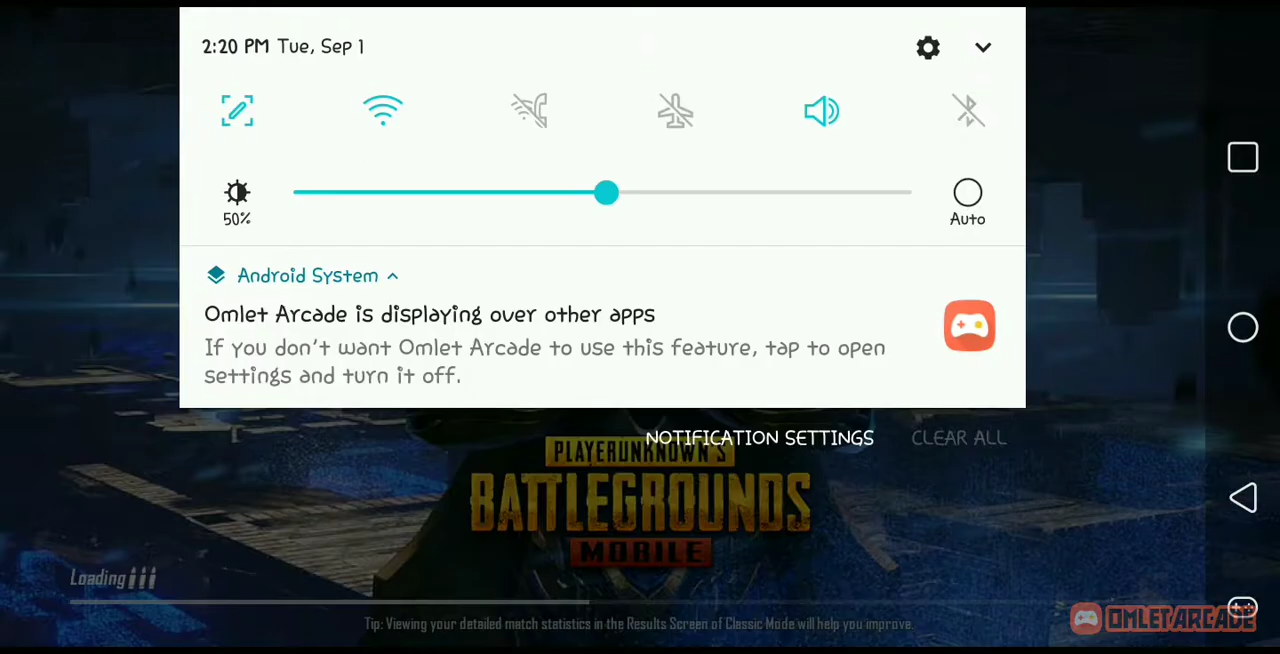 2:20 PM Tue, Sep 1
50%
Auto
Android System
Omlet Arcade is displaying over other apps
If you don't want Omlet Arcade to use this feature, tap to open
settings and turn it off.
NOTIFICATION SETTINGS CLEAR ALL
PLAYERUNKNOWN'S
BATTLEGROUNDS
MOBILE
Loading
Tip: Viewing your detailed match statistics in the Results Screen of Classic Mode will help you improve.
OMLET ARCADE